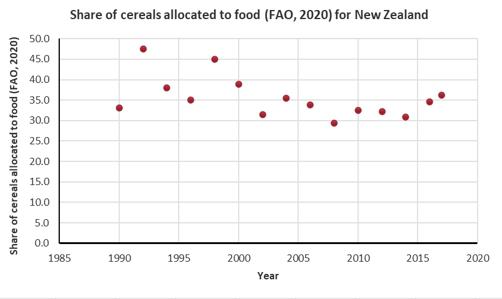 Share of cereals allocated to food (FAO, 2020) for New Zealand
Share of cereals allocated to food (FAO, 2020)
50.0
45.0
40.0
35.0
30.0
25.0
20.0
15.0
10.0
5.0
0.0
1985 1990 1995 2000 2005 2010 2015 2020
Year